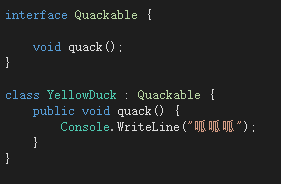 interface Quackable {
void quack();
}
class YellowDuck : Quackable {
public void quack() {
Console.WriteLine("呱呱呱");
}
}